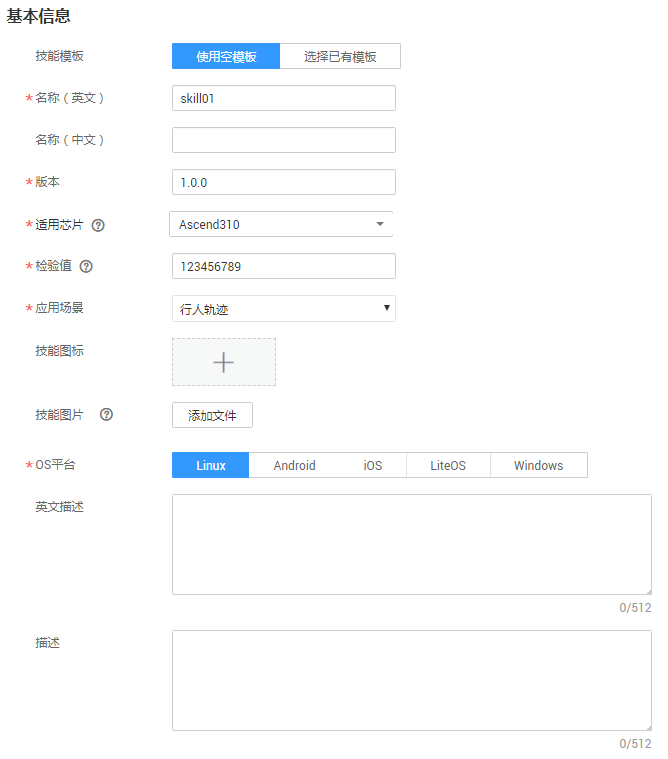 基本信息
技能模板 使用空模板 选择已有模板
* 名称（英文） skill01
名称（中文）
* 版本 1.0.0
* 适用芯片 ? Ascend310
* 检验值 ? 123456789
* 应用场景 行人轨迹
技能图标
技能图片 ? 添加文件
* OS平台 Linux Android iOS LiteOS Windows
英文描述
0/512
描述
0/512